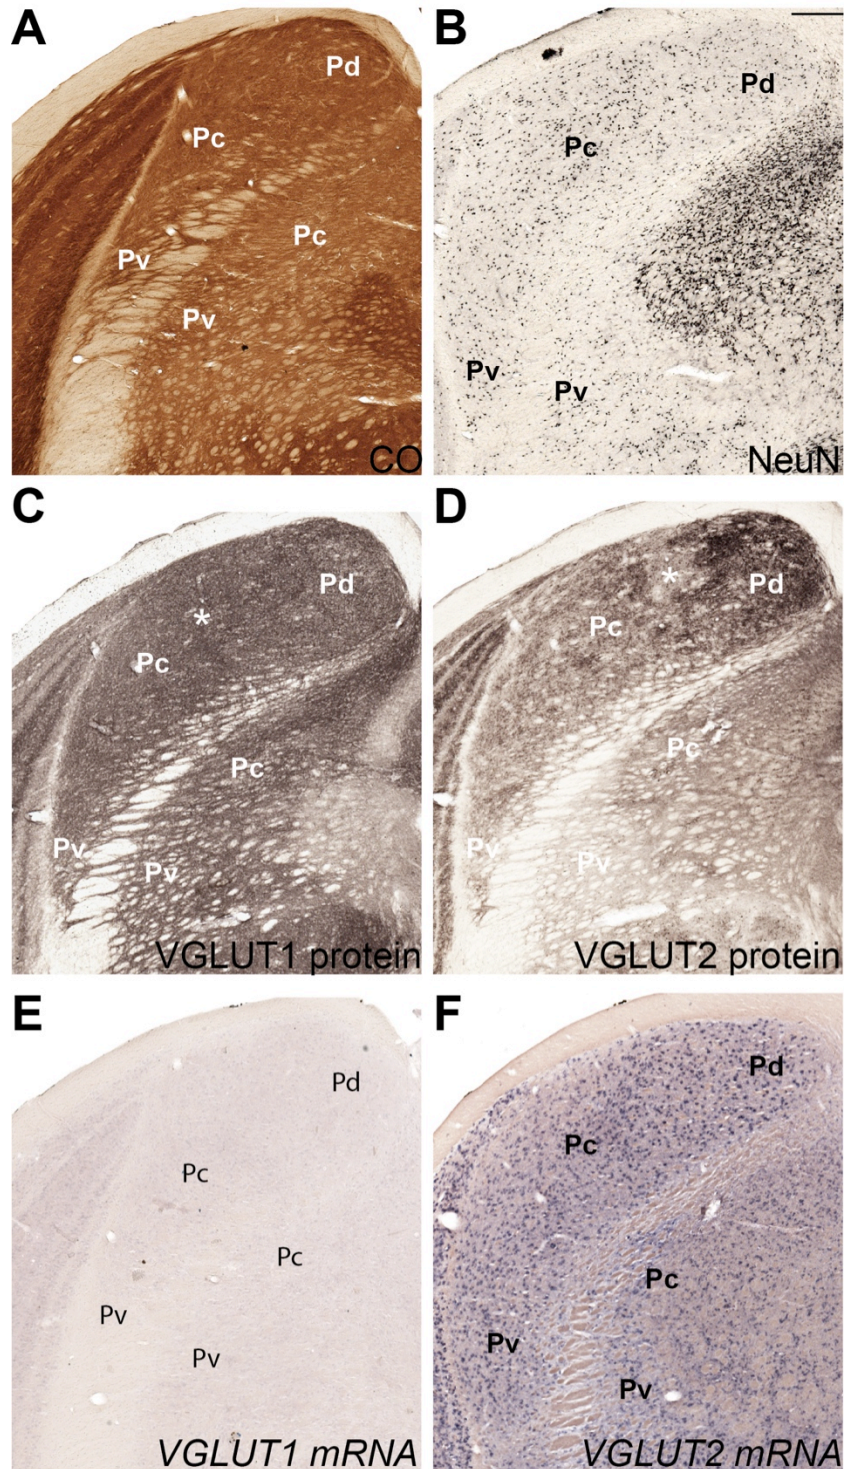 A
Pd
Pc
Pc
Pv
Pv
CO
B
Pd
Pc
Pv
Pv
NeuN
C
Pd
*
Pc
Pc
Pv
Pv
VGLUT1 protein
D
*
Pd
Pc
Pc
Pv
Pv
VGLUT2 protein
E
Pd
Pc
Pc
Pv
Pv
VGLUT1 mRNA
F
Pd
Pc
Pc
Pv
Pv
VGLUT2 mRNA